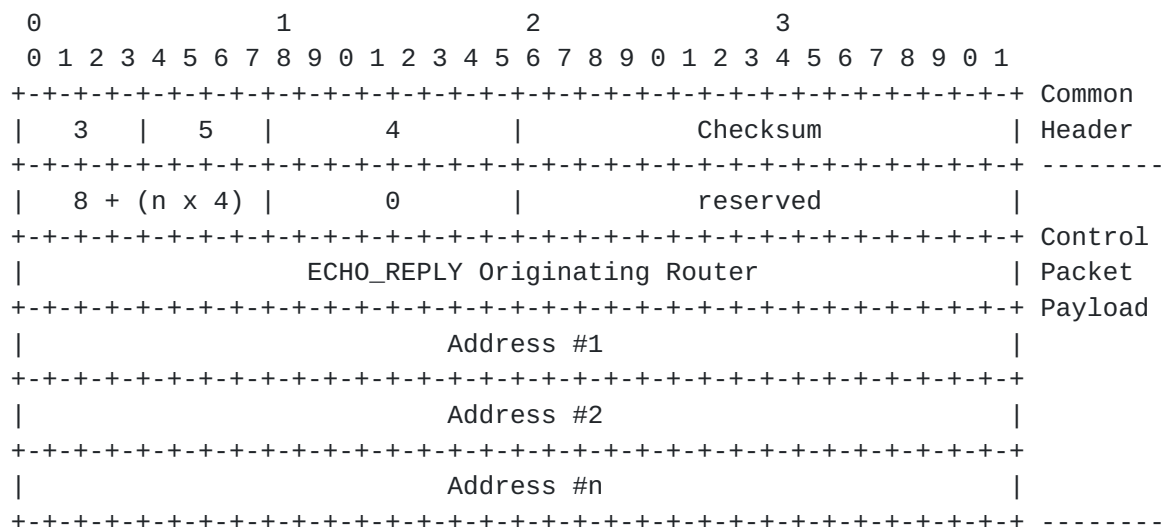 0                   1                   2                   3
0 1 2 3 4 5 6 7 8 9 0 1 2 3 4 5 6 7 8 9 0 1 2 3 4 5 6 7 8 9 0 1
+-+-+-+-+-+-+-+-+-+-+-+-+-+-+-+-+-+-+-+-+-+-+-+-+-+-+-+-+-+-+-+-+ Common
|   3   |   5   |       4       |           Checksum            | Header
+-+-+-+-+-+-+-+-+-+-+-+-+-+-+-+-+-+-+-+-+-+-+-+-+-+-+-+-+-+-+-+-+ --------
|   8 + (n x 4) |       0       |           reserved            |
+-+-+-+-+-+-+-+-+-+-+-+-+-+-+-+-+-+-+-+-+-+-+-+-+-+-+-+-+-+-+-+-+ Control
|                  ECHO_REPLY Originating Router                | Packet
+-+-+-+-+-+-+-+-+-+-+-+-+-+-+-+-+-+-+-+-+-+-+-+-+-+-+-+-+-+-+-+-+ Payload
|                           Address #1                          |
+-+-+-+-+-+-+-+-+-+-+-+-+-+-+-+-+-+-+-+-+-+-+-+-+-+-+-+-+-+-+-+-+
|                           Address #2                          |
+-+-+-+-+-+-+-+-+-+-+-+-+-+-+-+-+-+-+-+-+-+-+-+-+-+-+-+-+-+-+-+-+
|                           Address #n                          |
+-+-+-+-+-+-+-+-+-+-+-+-+-+-+-+-+-+-+-+-+-+-+-+-+-+-+-+-+-+-+-+-+ --------